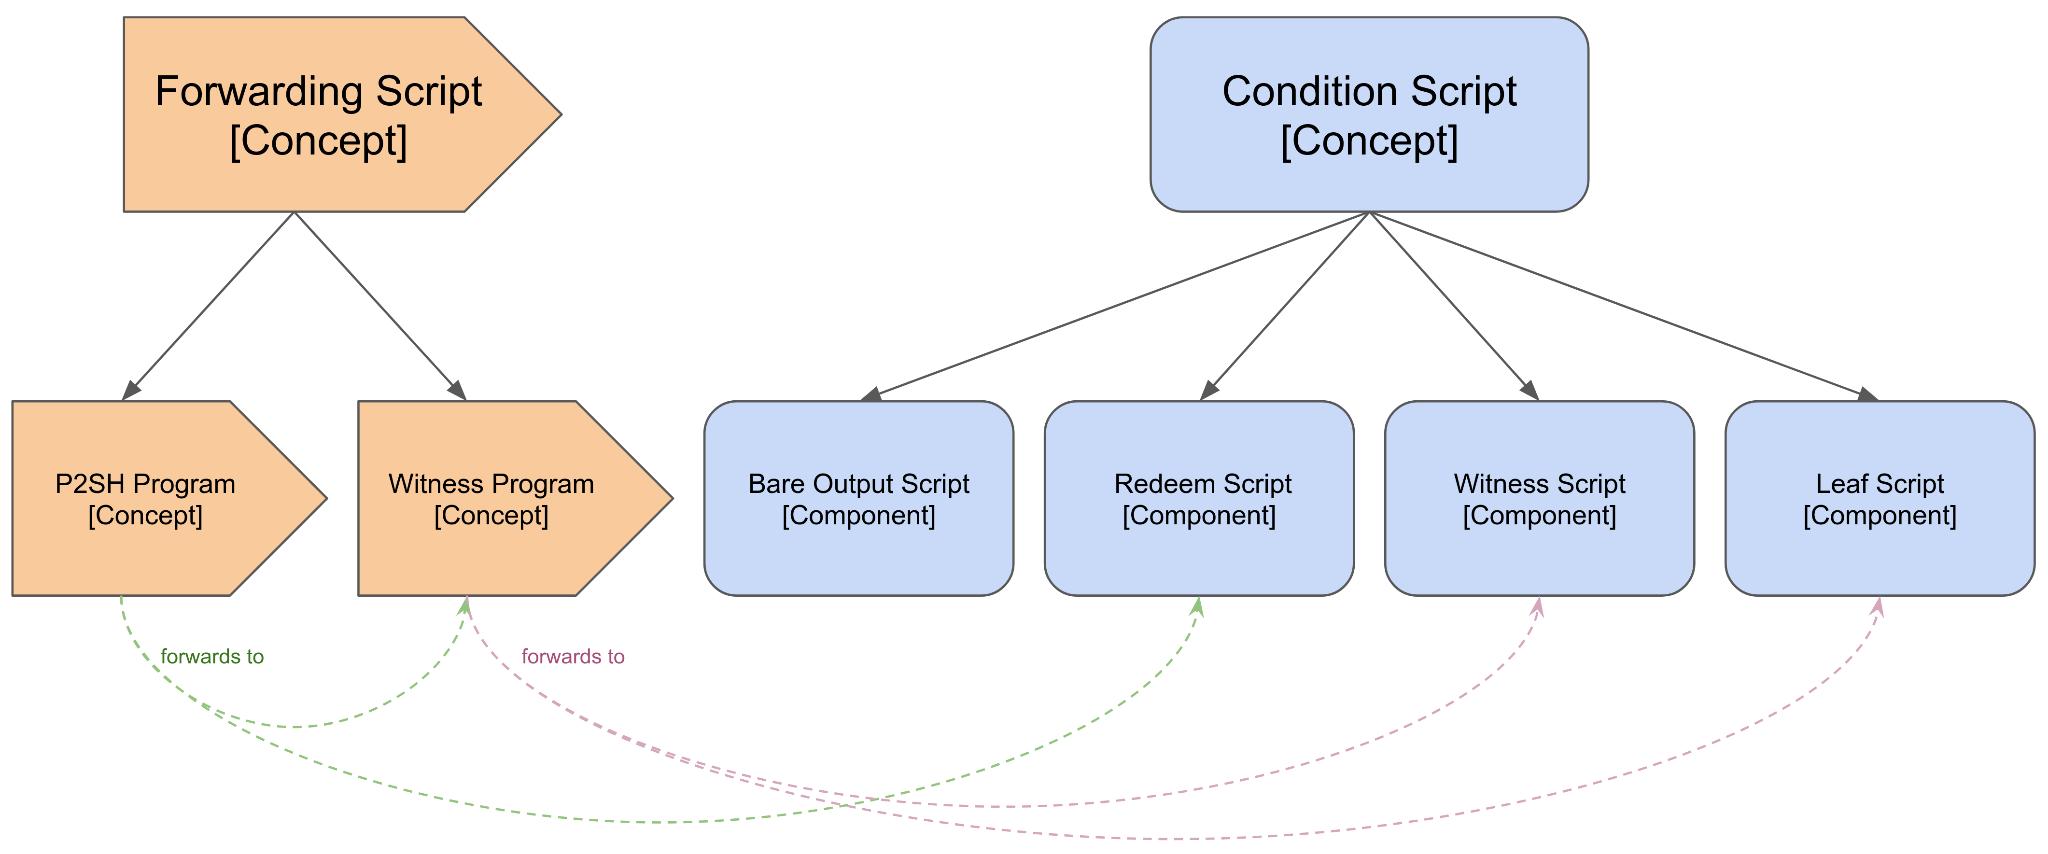 Forwarding Script
[Concept]
Condition Script
[Concept]
P2SH Program
[Concept]
Witness Program
[Concept]
Bare Output Script
[Component]
Redeem Script
[Component]
Witness Script
[Component]
Leaf Script
[Component]
forwards to
forwards to